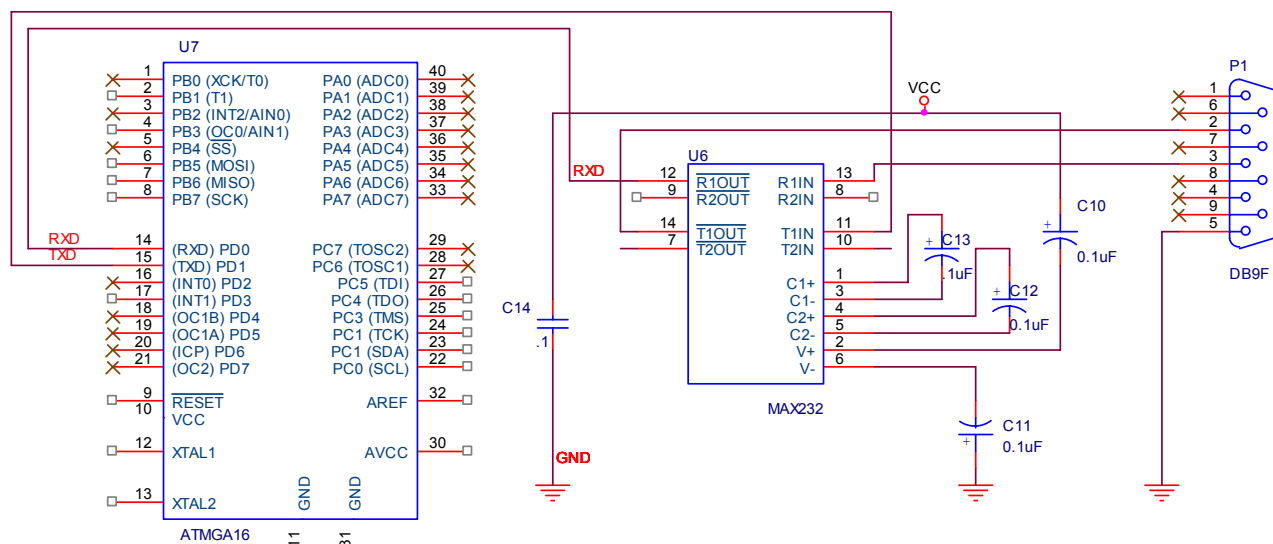 U7
1 PB0 (XCK/T0) PA0 (ADC0) 40
2 PB1 (T1) PA1 (ADC1) 39
3 PB2 (INT2/AIN0) PA2 (ADC2) 38
4 PB3 (OC0/AIN1) PA3 (ADC3) 37
5 PB4 (SS) PA4 (ADC4) 36
6 PB5 (MOSI) PA5 (ADC5) 35
7 PB6 (MISO) PA6 (ADC6) 34
8 PB7 (SCK) PA7 (ADC7) 33
RXD 14 (RXD) PD0 PC7 (TOSC2) 29
TXD 15 (TXD) PD1 PC6 (TOSC1) 28
16 (INT0) PD2 PC5 (TDI) 27
17 (INT1) PD3 PC4 (TDO) 26
18 (OC1B) PD4 PC3 (TMS) 25
19 (OC1A) PD5 PC1 (TCK) 24
20 (ICP) PD6 PC1 (SDA) 23
21 (OC2) PD7 PC0 (SCL) 22
9 RESET AREF 32
10 VCC
12 XTAL1 AVCC 30
13 XTAL2 GND GND
11 31
ATMGA16
VCC
U6
RXD 12 R1OUT R1IN 13
9 R2OUT R2IN 8
14 T1OUT T1IN 11
7 T2OUT T2IN 10
C1+ 1
C1- 3
C2+ 4
C2- 5
V+ 2
V- 6
MAX232
C14
.1
GND
+ C13
.1uF
+ C12
0.1uF
C10
+
0.1uF
C11
+ 0.1uF
P1
1
6
2
7
3
8
4
9
5
DB9F